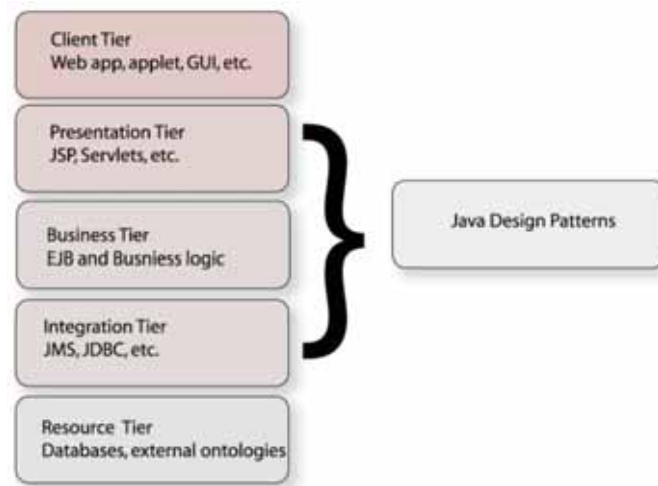 Client Tier
Web app, applet, GUI, etc.
Presentation Tier
JSP, Servlets, etc.
Business Tier
EJB and Busniess logic
Integration Tier
JMS, JDBC, etc.
Resource Tier
Databases, external ontologies
Java Design Patterns